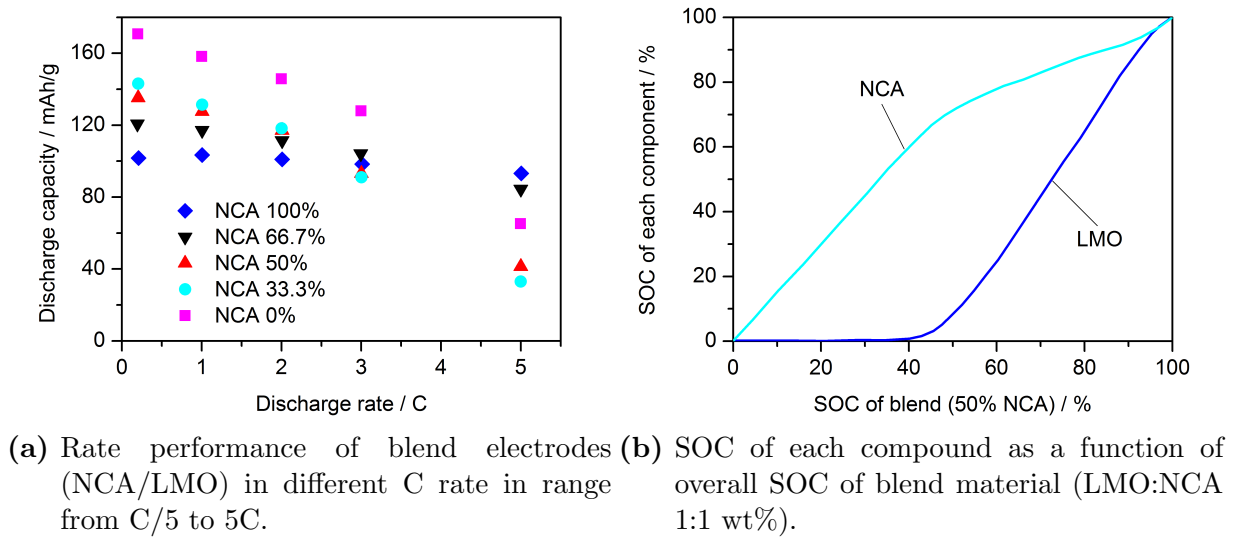 160
120
80
40
0
Discharge capacity / mAh/g
NCA 100%
NCA 66.7%
NCA 50%
NCA 33.3%
NCA 0%
0 1 2 3 4 5
Discharge rate / C
(a) Rate performance of blend electrodes
(NCA/LMO) in different C rate in range
from C/5 to 5C.
100
80
60
40
20
0
SOC of each component / %
NCA
LMO
0 20 40 60 80 100
SOC of blend (50% NCA) / %
(b) SOC of each compound as a function of
overall SOC of blend material (LMO:NCA
1:1 wt%).